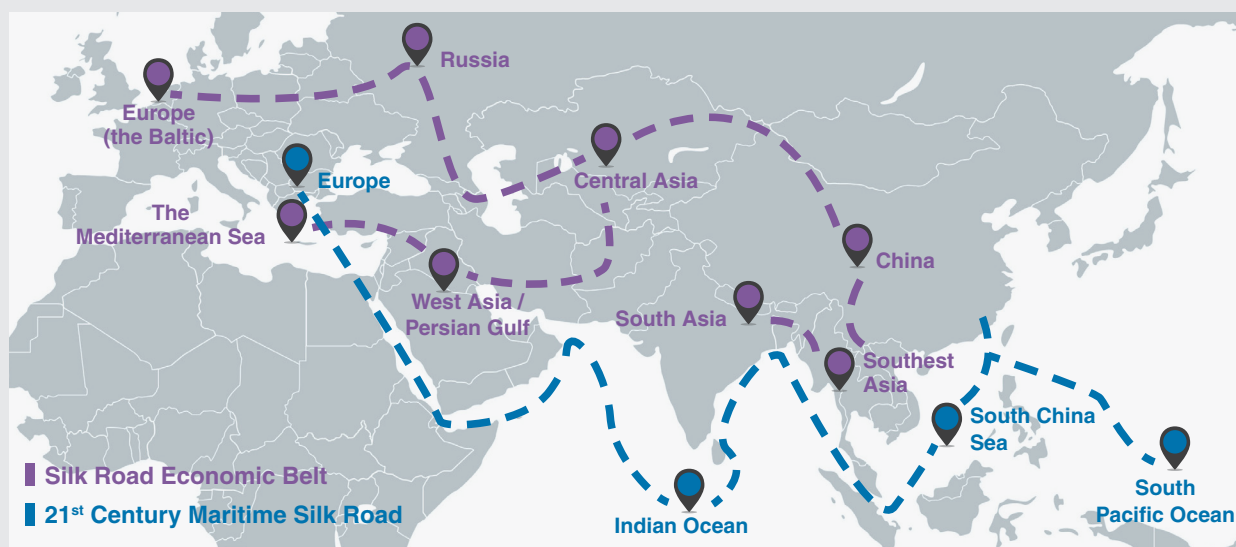 Russia
Europe
(the Baltic)
Europe
Central Asia
The
Mediterranean Sea
China
West Asia /
Persian Gulf
South Asia
Southest
Asia
South China
Sea
Silk Road Economic Belt
21st Century Maritime Silk Road
Indian Ocean
South
Pacific Ocean